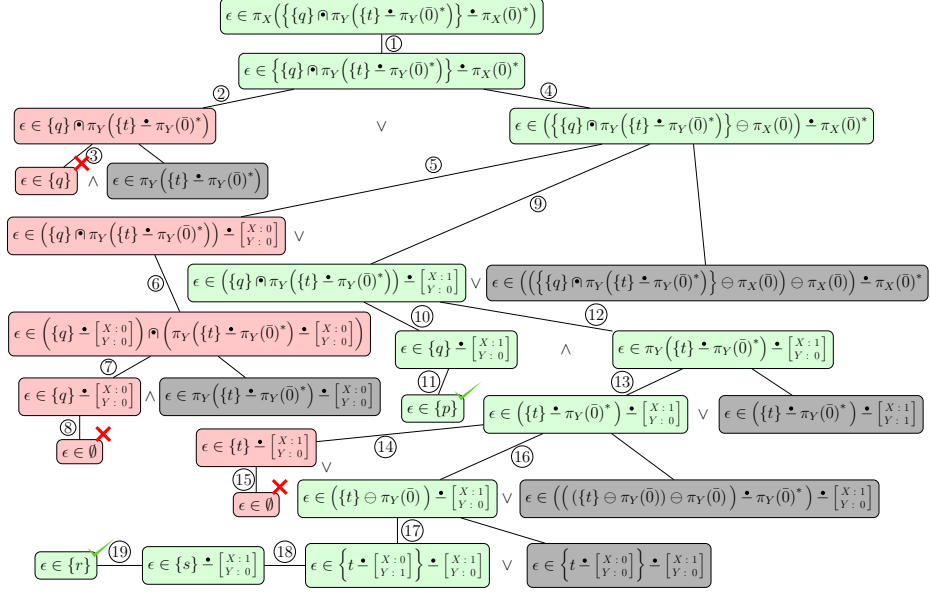 ϵ ∈ π_X({{q} ⩀ π_Y({t} ∸ π_Y(0̄)*)} ∸ π_X(0̄)*)
①
ϵ ∈ {{q} ⩀ π_Y({t} ∸ π_Y(0̄)*)} ∸ π_X(0̄)*
② ④
ϵ ∈ {q} ⩀ π_Y({t} ∸ π_Y(0̄)*) ∨ ϵ ∈ ({{q} ⩀ π_Y({t} ∸ π_Y(0̄)*)} ⊖ π_X(0̄)) ∸ π_X(0̄)*
③ ⑤
ϵ ∈ {q} ∧ ϵ ∈ π_Y({t} ∸ π_Y(0̄)*)
⑨
ϵ ∈ ({q} ⩀ π_Y({t} ∸ π_Y(0̄)*)) ∸ [X : 0 Y : 0] ∨
⑥
ϵ ∈ ({q} ⩀ π_Y({t} ∸ π_Y(0̄)*)) ∸ [X : 1 Y : 0] ∨ ϵ ∈ (({{q} ⩀ π_Y({t} ∸ π_Y(0̄)*)} ⊖ π_X(0̄)) ⊖ π_X(0̄)) ∸ π_X(0̄)*
⑩ ⑫
ϵ ∈ ({q} ∸ [X : 0 Y : 0]) ⩀ (π_Y({t} ∸ π_Y(0̄)*) ∸ [X : 0 Y : 0])
ϵ ∈ {q} ∸ [X : 1 Y : 0] ∧ ϵ ∈ π_Y({t} ∸ π_Y(0̄)*) ∸ [X : 1 Y : 0]
⑦ ⑪ ⑬
ϵ ∈ {q} ∸ [X : 0 Y : 0] ∧ ϵ ∈ π_Y({t} ∸ π_Y(0̄)*) ∸ [X : 0 Y : 0]
ϵ ∈ {p} ϵ ∈ ({t} ∸ π_Y(0̄)*) ∸ [X : 1 Y : 0] ∨ ϵ ∈ ({t} ∸ π_Y(0̄)*) ∸ [X : 1 Y : 1]
⑧
ϵ ∈ ∅ ϵ ∈ {t} ∸ [X : 1 Y : 0] ∨ ⑭ ⑯
⑮
ϵ ∈ ∅ ϵ ∈ ({t} ⊖ π_Y(0̄)) ∸ [X : 1 Y : 0] ∨ ϵ ∈ ((({t} ⊖ π_Y(0̄)) ⊖ π_Y(0̄)) ∸ π_Y(0̄)*) ∸ [X : 1 Y : 0]
⑰
ϵ ∈ {r} ⑲ ϵ ∈ {s} ∸ [X : 1 Y : 0] ⑱ ϵ ∈ {t ∸ [X : 0 Y : 1]} ∸ [X : 1 Y : 0] ∨ ϵ ∈ {t ∸ [X : 0 Y : 0]} ∸ [X : 1 Y : 0]